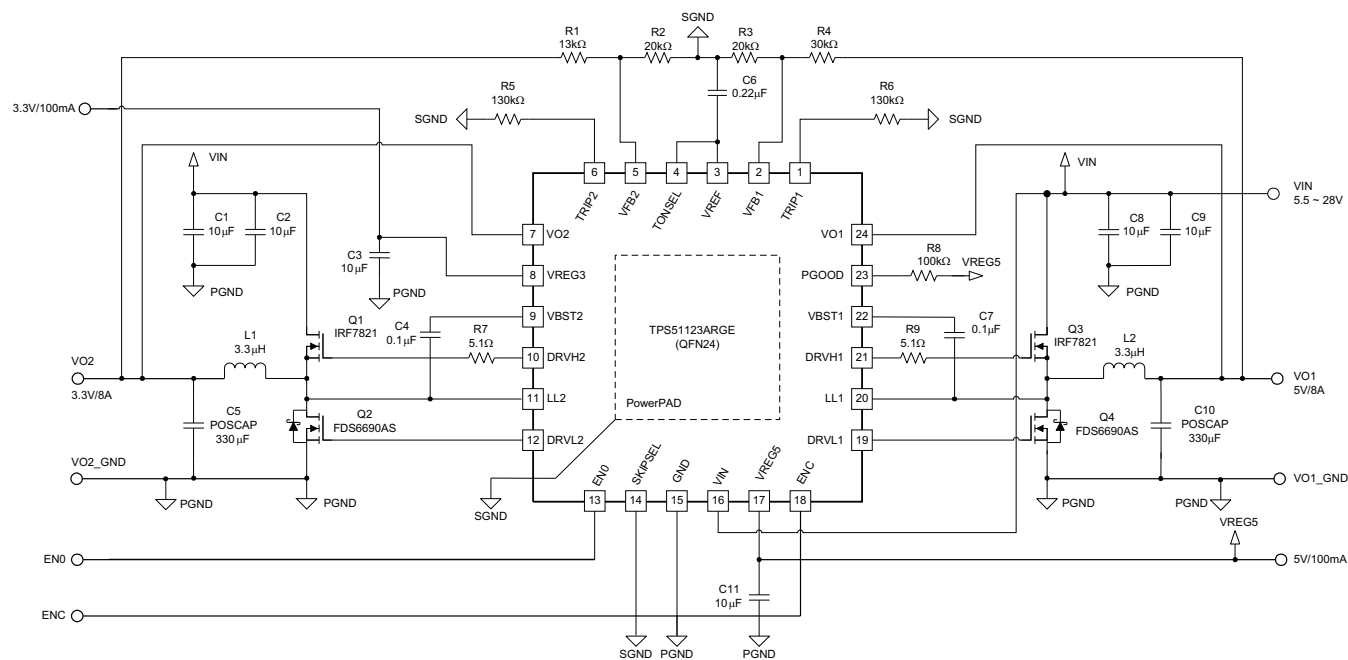 SGND
R1
13kΩ
R2
20kΩ
R3
20kΩ
R4
30kΩ
C6
0.22μF
R5
130kΩ
R6
130kΩ
3.3V/100mA
SGND
SGND
VIN
C1
10μF
C2
10μF
C3
10μF
PGND
PGND
6
5
4
3
2
1
TRIP2
VFB2
TONSEL
VREF
VFB1
TRIP1
7
VO2
8
VREG3
9
VBST2
10
DRVH2
11
LL2
12
DRVL2
VO1
24
PGOOD
23
VBST1
22
DRVH1
21
LL1
20
DRVL1
19
TPS51123ARGE
(QFN24)
PowerPAD
R8
100kΩ
VREG5
VIN
VIN
5.5 ~ 28V
C8
10μF
C9
10μF
PGND
Q1
IRF7821
C4
0.1μF
R7
5.1Ω
R9
5.1Ω
C7
0.1μF
Q3
IRF7821
L1
3.3μH
L2
3.3μH
VO2
3.3V/8A
VO1
5V/8A
C5
POSCAP
330μF
Q2
FDS6690AS
Q4
FDS6690AS
C10
POSCAP
330μF
VO2_GND
PGND
PGND
SGND
EN0
SKIPSEL
GND
VIN
VREG5
ENC
13
14
15
16
17
18
PGND
PGND
VO1_GND
VREG5
EN0
5V/100mA
C11
10μF
ENC
SGND
PGND
PGND